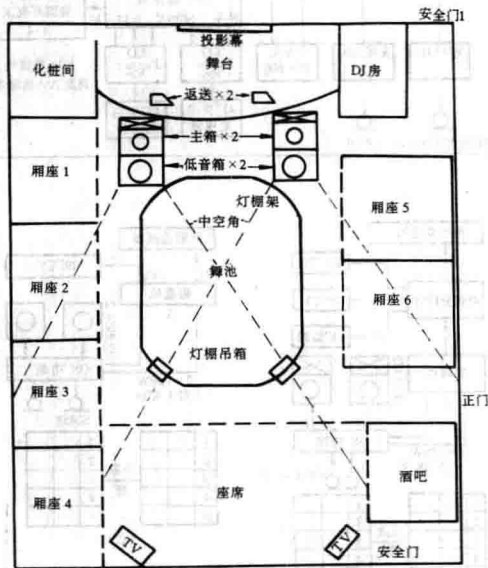 安全门1
投影幕
化桩间
舞台
DJ房
返送×2
主箱×2
低音箱×2
厢座1
灯棚架
厢座5
中空角
厢座2
舞池
厢座6
灯棚吊箱
厢座3
正门
座席
酒吧
厢座4
TV
TV
安全门